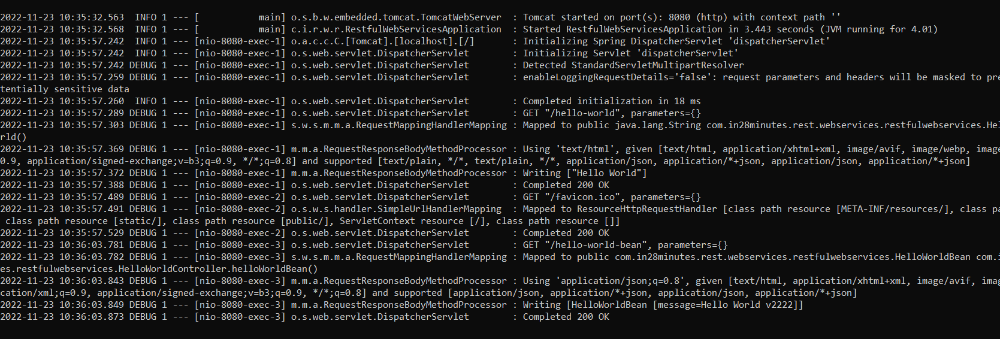 2022-11-23 10:35:32.563  INFO 1 --- [           main] o.s.b.w.embedded.tomcat.TomcatWebServer  : Tomcat started on port(s): 8080 (http) with context path ''
2022-11-23 10:35:32.568  INFO 1 --- [           main] c.i.r.w.r.RestfulWebServicesApplication  : Started RestfulWebServicesApplication in 3.443 seconds (JVM running for 4.01)
2022-11-23 10:35:57.242  INFO 1 --- [nio-8080-exec-1] o.a.c.c.C.[Tomcat].[localhost].[/]       : Initializing Spring DispatcherServlet 'dispatcherServlet'
2022-11-23 10:35:57.242  INFO 1 --- [nio-8080-exec-1] o.s.web.servlet.DispatcherServlet        : Initializing Servlet 'dispatcherServlet'
2022-11-23 10:35:57.242 DEBUG 1 --- [nio-8080-exec-1] o.s.web.servlet.DispatcherServlet        : Detected StandardServletMultipartResolver
2022-11-23 10:35:57.259 DEBUG 1 --- [nio-8080-exec-1] o.s.web.servlet.DispatcherServlet        : enableLoggingRequestDetails='false': request parameters and headers will be masked to pre
tentially sensitive data
2022-11-23 10:35:57.260  INFO 1 --- [nio-8080-exec-1] o.s.web.servlet.DispatcherServlet        : Completed initialization in 18 ms
2022-11-23 10:35:57.289 DEBUG 1 --- [nio-8080-exec-1] o.s.web.servlet.DispatcherServlet        : GET "/hello-world", parameters={}
2022-11-23 10:35:57.303 DEBUG 1 --- [nio-8080-exec-1] s.w.s.m.m.a.RequestMappingHandlerMapping : Mapped to public java.lang.String com.in28minutes.rest.webservices.restfulwebservices.Hel
rld()
2022-11-23 10:35:57.369 DEBUG 1 --- [nio-8080-exec-1] m.m.a.RequestResponseBodyMethodProcessor : Using 'text/html', given [text/html, application/xhtml+xml, image/avif, image/webp, imag
0.9, application/signed-exchange;v=b3;q=0.9, */*;q=0.8] and supported [text/plain, */*, text/plain, */*, application/json, application/*+json, application/json, application/*+json]
2022-11-23 10:35:57.372 DEBUG 1 --- [nio-8080-exec-1] m.m.a.RequestResponseBodyMethodProcessor : Writing ["Hello World"]
2022-11-23 10:35:57.388 DEBUG 1 --- [nio-8080-exec-1] o.s.web.servlet.DispatcherServlet        : Completed 200 OK
2022-11-23 10:35:57.489 DEBUG 1 --- [nio-8080-exec-2] o.s.web.servlet.DispatcherServlet        : GET "/favicon.ico", parameters={}
2022-11-23 10:35:57.491 DEBUG 1 --- [nio-8080-exec-2] o.s.w.s.handler.SimpleUrlHandlerMapping  : Mapped to ResourceHttpRequestHandler [class path resource [META-INF/resources/], class pa
 class path resource [static/], class path resource [public/], ServletContext resource [/], class path resource []]
2022-11-23 10:35:57.529 DEBUG 1 --- [nio-8080-exec-2] o.s.web.servlet.DispatcherServlet        : Completed 200 OK
2022-11-23 10:36:03.781 DEBUG 1 --- [nio-8080-exec-3] o.s.web.servlet.DispatcherServlet        : GET "/hello-world-bean", parameters={}
2022-11-23 10:36:03.782 DEBUG 1 --- [nio-8080-exec-3] s.w.s.m.m.a.RequestMappingHandlerMapping : Mapped to public com.in28minutes.rest.webservices.restfulwebservices.HelloWorldBean com.i
es.restfulwebservices.HelloWorldController.helloWorldBean()
2022-11-23 10:36:03.843 DEBUG 1 --- [nio-8080-exec-3] m.m.a.RequestResponseBodyMethodProcessor : Using 'application/json;q=0.8', given [text/html, application/xhtml+xml, image/avif, imag
cation/xml;q=0.9, application/signed-exchange;v=b3;q=0.9, */*;q=0.8] and supported [application/json, application/*+json, application/json, application/*+json]
2022-11-23 10:36:03.849 DEBUG 1 --- [nio-8080-exec-3] m.m.a.RequestResponseBodyMethodProcessor : Writing [HelloWorldBean [message=Hello World v2222]]
2022-11-23 10:36:03.873 DEBUG 1 --- [nio-8080-exec-3] o.s.web.servlet.DispatcherServlet        : Completed 200 OK